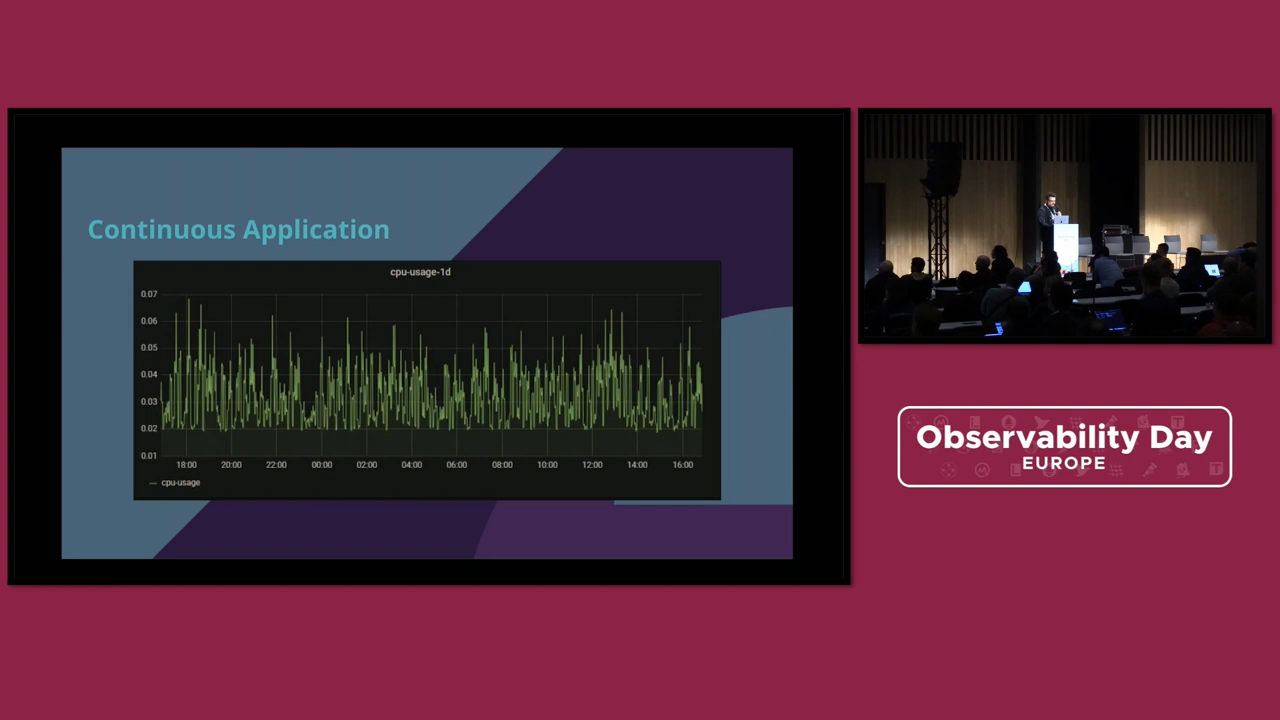 Continuous Application
cpu-usage-1d
0.07
0.06
0.05
0.04
0.03
0.02
0.01
18:00 20:00 22:00 00:00 02:00 04:00 06:00 08:00 10:00 12:00 14:00 16:00
cpu-usage
Observability Day
EUROPE